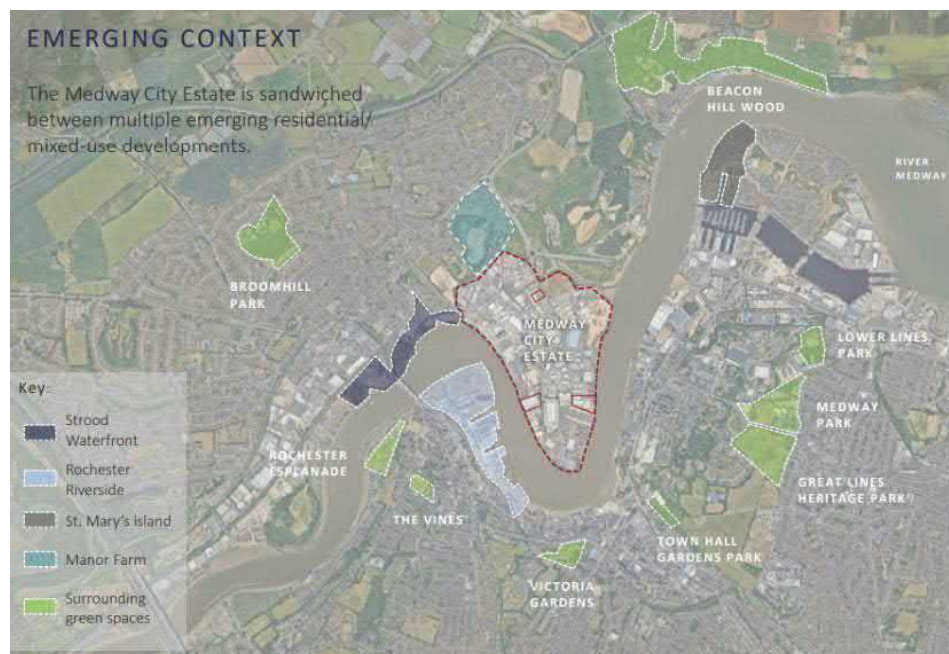 EMERGING CONTEXT
The Medway City Estate is sandwiched
between multiple emerging residential/
mixed-use developments.
BEACON
HILL WOOD
RIVER
MEDWAY
BROOMHILL
PARK
MEDWAY
CITY
ESTATE
LOWER LINES
PARK
MEDWAY
PARK
GREAT LINES
HERITAGE PARK
ROCHESTER
ESPLANADE
THE VINES
TOWN HALL
GARDENS PARK
VICTORIA
GARDENS
Key:
Strood
Waterfront
Rochester
Riverside
St. Mary's Island
Manor Farm
Surrounding
green spaces